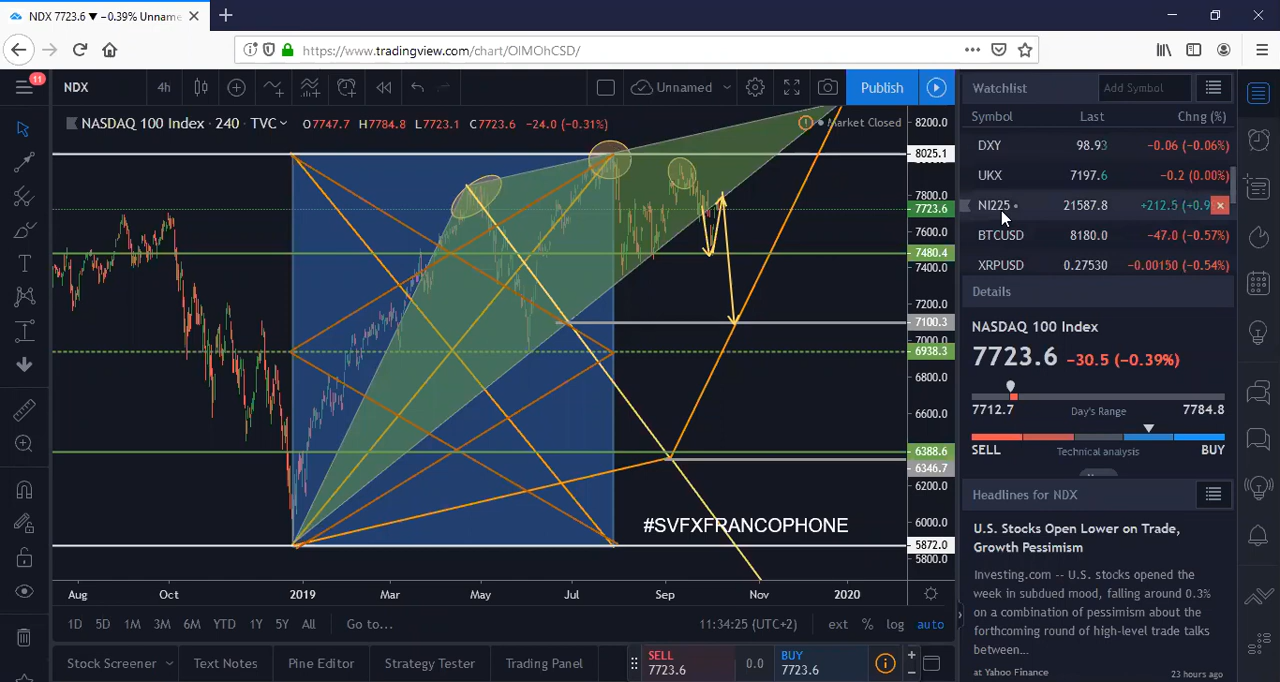 NDX 7723.6 ▼ −0.39% Unname
https://www.tradingview.com/chart/OlMOhCSD/
11
NDX
4h
Unnamed
Publish
NASDAQ 100 Index · 240 · TVC
O7747.7 H7784.8 L7723.1 C7723.6 −24.0 (−0.31%)
Market Closed
8200.0
8025.1
7800.0
7723.6
7600.0
7480.4
7400.0
7200.0
7100.3
7000.0
6938.3
6800.0
6600.0
6388.6
6346.7
6200.0
6000.0
5872.0
5800.0
#SVFXFRANCOPHONE
Aug Oct 2019 Mar May Jul Sep Nov 2020
1D 5D 1M 3M 6M YTD 1Y 5Y All Go to...
11:34:25 (UTC+2) ext % log auto
Stock Screener Text Notes Pine Editor Strategy Tester Trading Panel
SELL
7723.6
0.0
BUY
7723.6
Watchlist
Add Symbol
Symbol Last Chng (%)
DXY 98.93 −0.06 (−0.06%)
UKX 7197.6 −0.2 (0.00%)
NI225 21587.8 +212.5 (+0.9
BTCUSD 8180.0 −47.0 (−0.57%)
XRPUSD 0.27530 −0.00150 (−0.54%)
Details
NASDAQ 100 Index
7723.6 −30.5 (−0.39%)
7712.7 Day's Range 7784.8
SELL Technical analysis BUY
Headlines for NDX
U.S. Stocks Open Lower on Trade,
Growth Pessimism
Investing.com -- U.S. stocks opened the
week in subdued mood, falling around 0.3%
on a combination of pessimism about the
forthcoming round of high-level trade talks
between...
at Yahoo Finance 23 hours ago